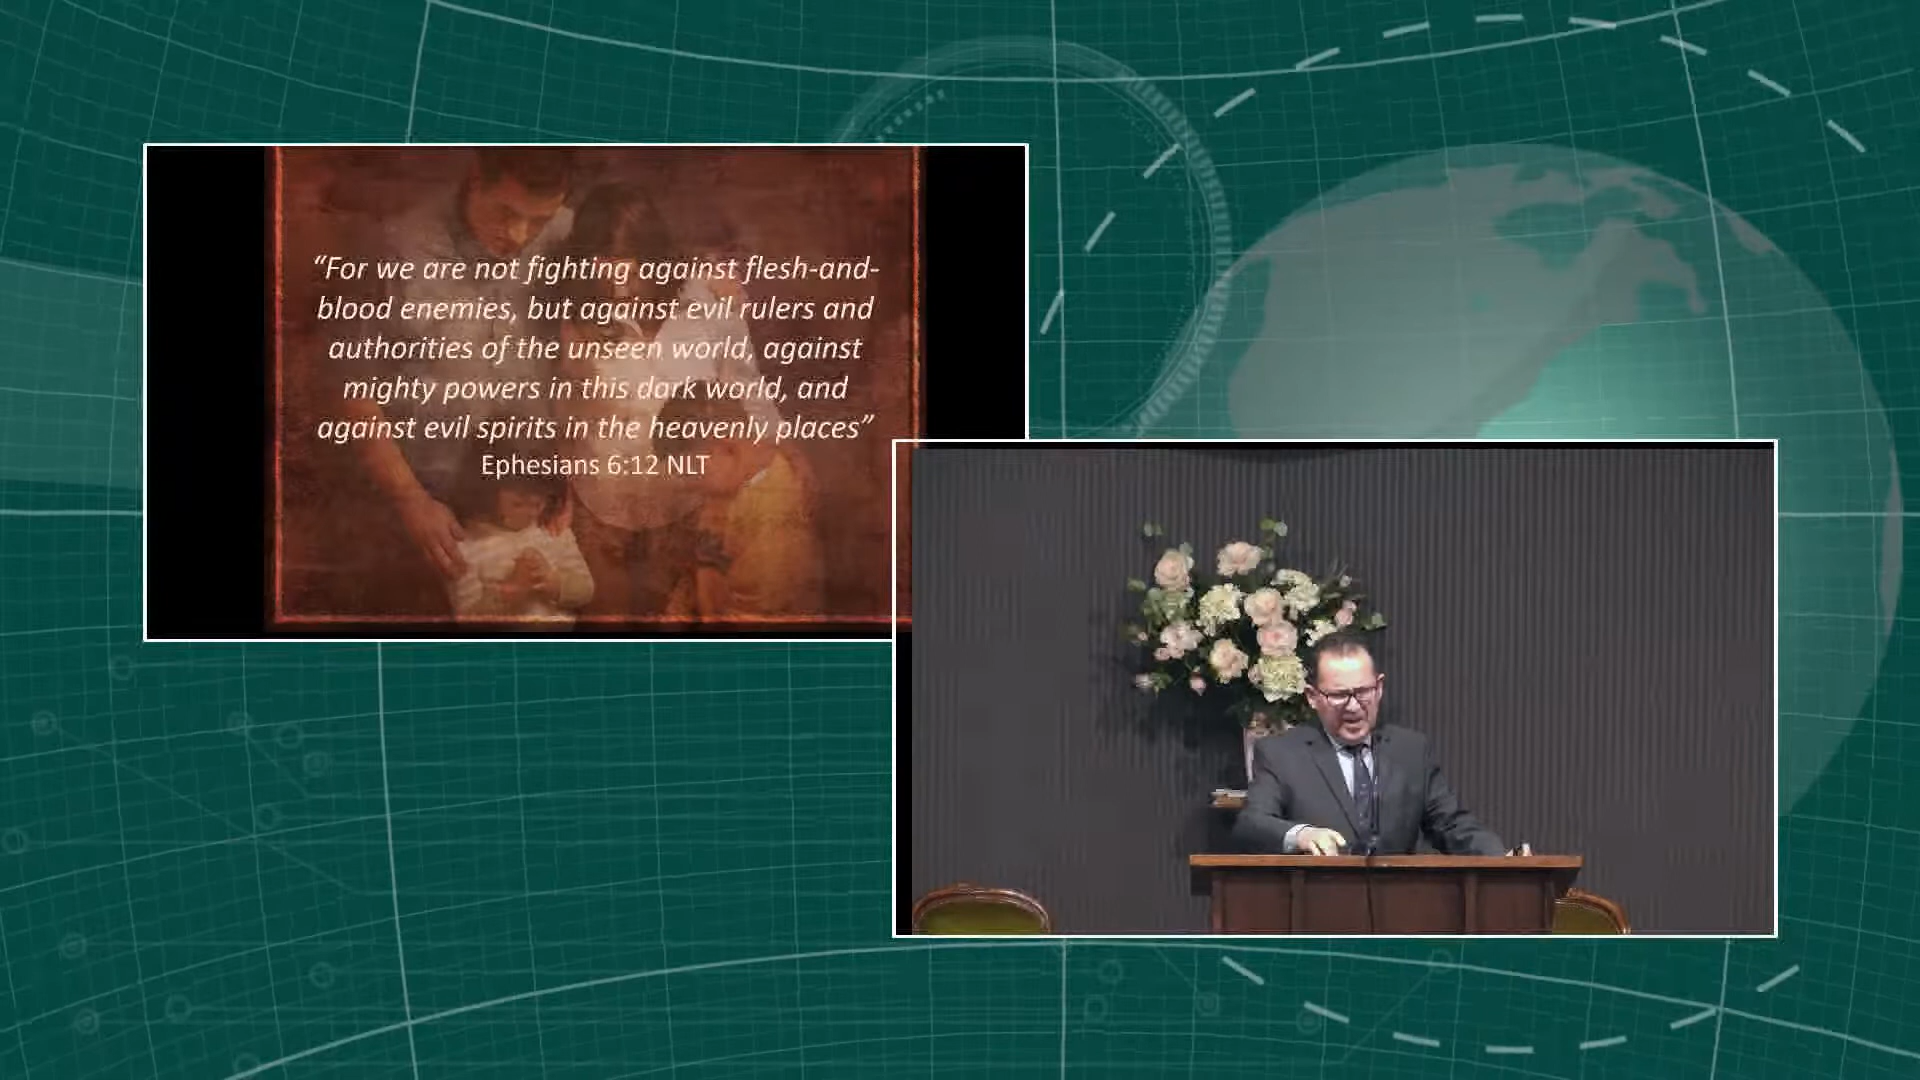 “For we are not fighting against flesh-and-
blood enemies, but against evil rulers and
authorities of the unseen world, against
mighty powers in this dark world, and
against evil spirits in the heavenly places”
Ephesians 6:12 NLT